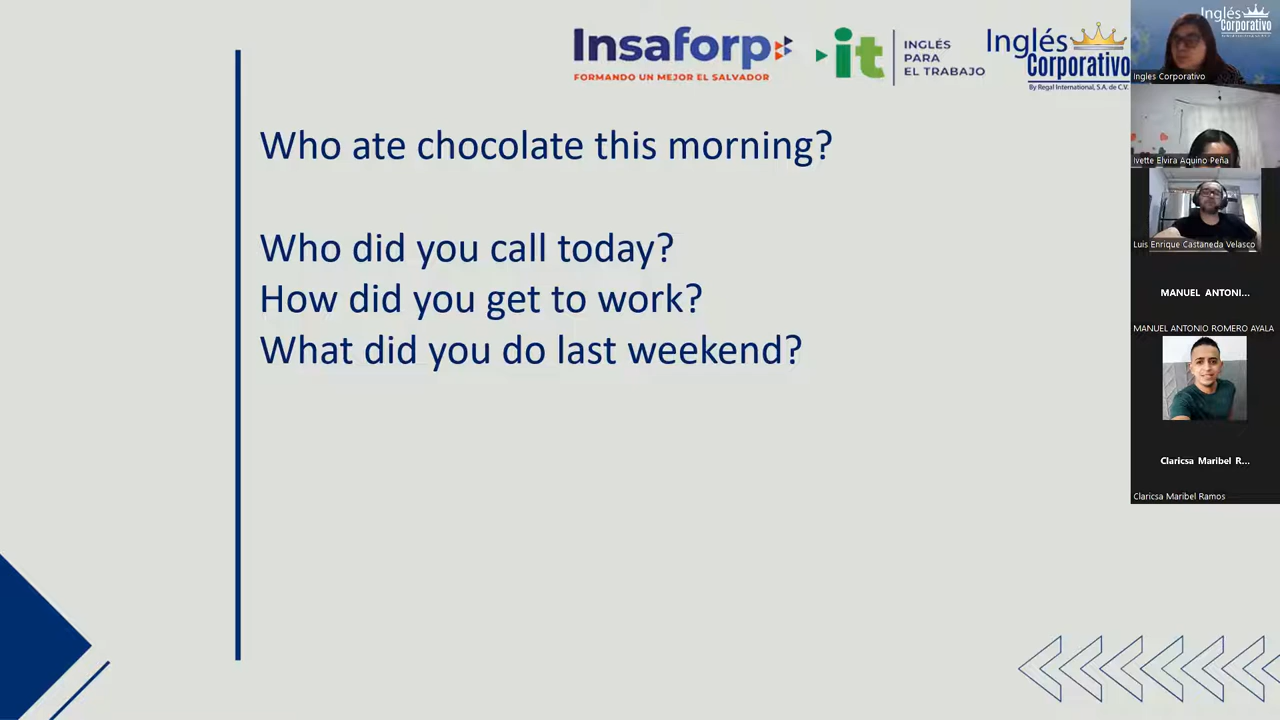 Insaforp
FORMANDO UN MEJOR EL SALVADOR
it
INGLÉS
PARA
EL TRABAJO
Inglés
Corporativo
By Regal International, S.A. de C.V.
Who ate chocolate this morning?
Who did you call today?
How did you get to work?
What did you do last weekend?
Inglés
Corporativo
Ingles Corporativo
Ivette Elvira Aquino Peña
Luis Enrique Castaneda Velasco
MANUEL ANTONI...
MANUEL ANTONIO ROMERO AYALA
Claricsa Maribel R...
Claricsa Maribel Ramos